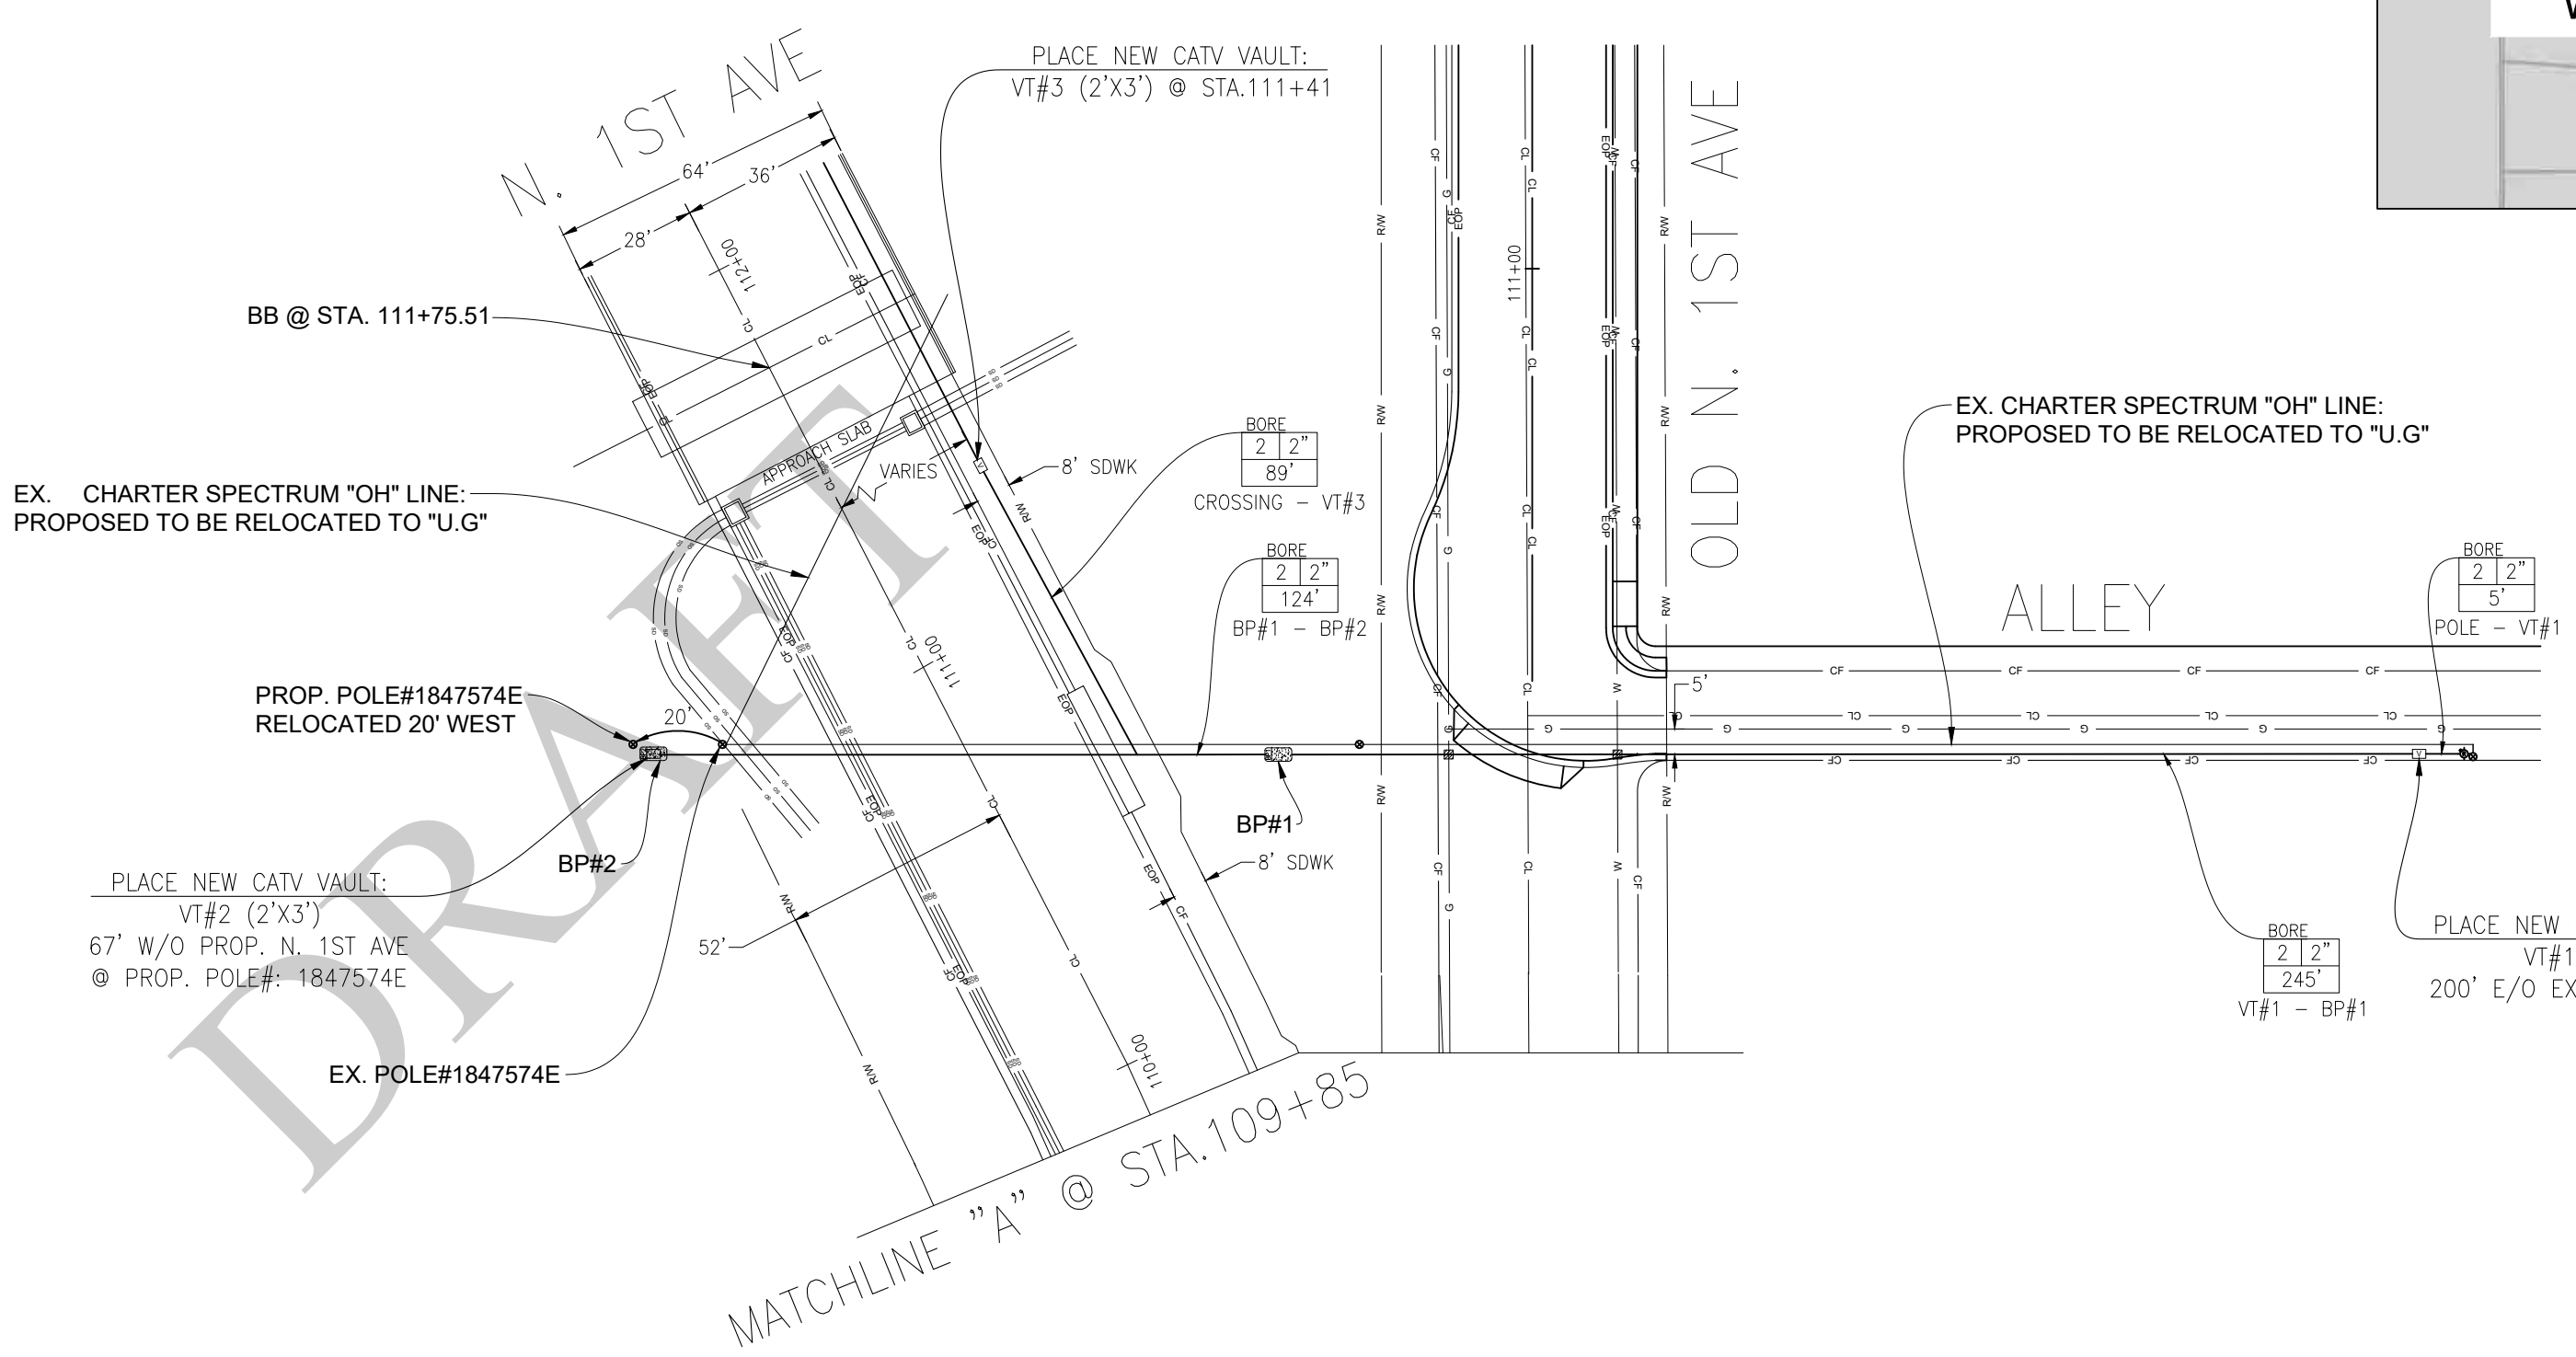 N. 1ST AVE
64'
36'
28'
112+00
PLACE NEW CATV VAULT:
VT#3 (2'X3') @ STA.111+41
BB @ STA. 111+75.51
EX. CHARTER SPECTRUM "OH" LINE:
PROPOSED TO BE RELOCATED TO "U.G"
APPROACH SLAB
VARIES
8' SDWK
R/W
EOP
CF
CL
BORE
2 2"
89'
CROSSING - VT#3
BORE
2 2"
124'
BP#1 - BP#2
111+00
OLD N. 1ST AVE
111+00
EX. CHARTER SPECTRUM "OH" LINE:
PROPOSED TO BE RELOCATED TO "U.G"
ALLEY
BORE
2 2"
5'
POLE - VT#1
5'
PROP. POLE#1847574E
RELOCATED 20' WEST
20'
BP#2
BP#1
8' SDWK
PLACE NEW CATV VAULT:
VT#2 (2'X3')
67' W/O PROP. N. 1ST AVE
@ PROP. POLE#: 1847574E
52'
EX. POLE#1847574E
110+00
BORE
2 2"
245'
VT#1 - BP#1
PLACE NEW
VT#1
200' E/O EX
MATCHLINE "A" @ STA.109+85
DRAFT